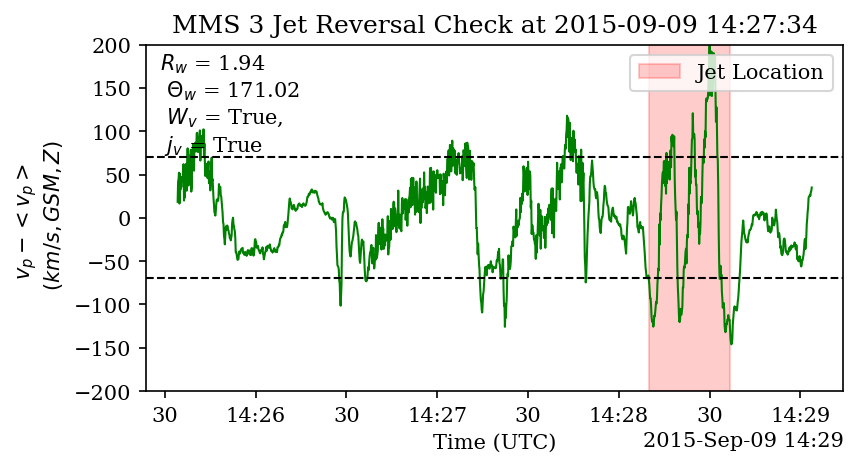 MMS 3 Jet Reversal Check at 2015-09-09 14:27:34
R_w = 1.94
Θ_w = 171.02
W_v = True,
j_v = True
Jet Location
v_p − < v_p >
(km/s, GSM, Z)
200
150
100
50
0
−50
−100
−150
−200
30 14:26 30 14:27 30 14:28 30 14:29
Time (UTC)
2015-Sep-09 14:29